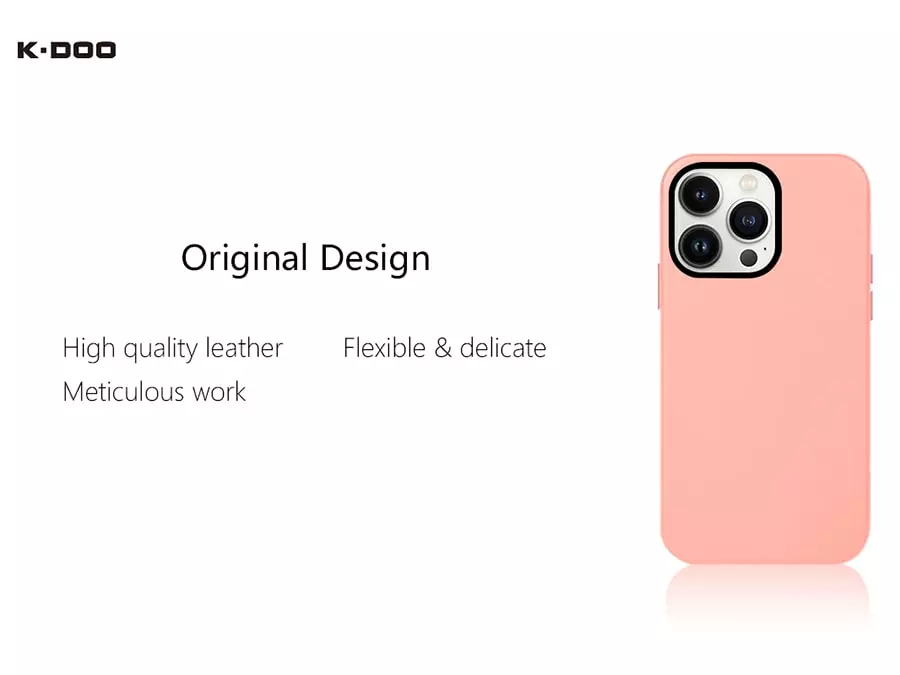 K·DOO
Original Design
High quality leather
Flexible & delicate
Meticulous work